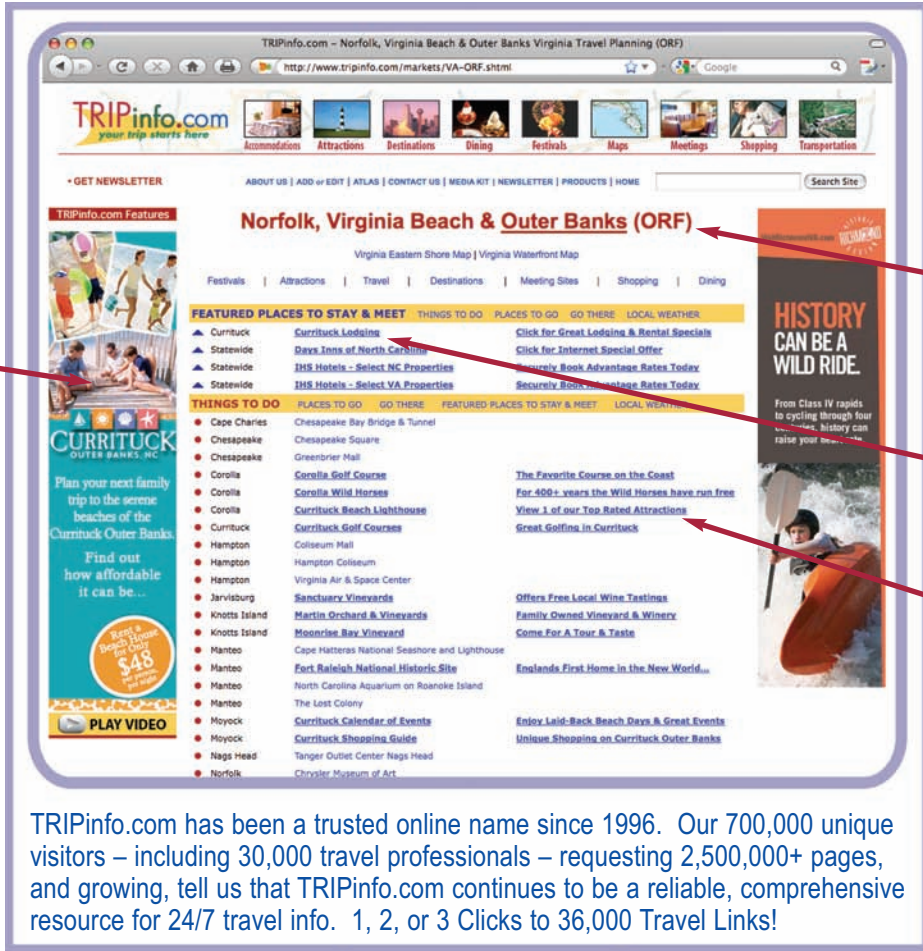 TRIPinfo.com – Norfolk, Virginia Beach & Outer Banks Virginia Travel Planning (ORF)
http://www.tripinfo.com/markets/VA-ORF.shtml
Google
TRIPinfo.com
your trip starts here
Accommodations Attractions Destinations Dining Festivals Maps Meetings Shopping Transportation
• GET NEWSLETTER
ABOUT US | ADD or EDIT | ATLAS | CONTACT US | MEDIA KIT | NEWSLETTER | PRODUCTS | HOME
Search Site
TRIPinfo.com Features
CURRITUCK
OUTER BANKS, NC
Plan your next family
trip to the serene
beaches of the
Currituck Outer Banks.
Find out
how affordable
it can be...
Rent a
Beach House
for Only
$48
per person,
per night
PLAY VIDEO
Norfolk, Virginia Beach & Outer Banks (ORF)
Virginia Eastern Shore Map | Virginia Waterfront Map
Festivals | Attractions | Travel | Destinations | Meeting Sites | Shopping | Dining
FEATURED PLACES TO STAY & MEET THINGS TO DO PLACES TO GO GO THERE LOCAL WEATHER
Currituck Currituck Lodging Click for Great Lodging & Rental Specials
Statewide Days Inns of North Carolina Click for Internet Special Offer
Statewide IHS Hotels - Select NC Properties Securely Book Advantage Rates Today
Statewide IHS Hotels - Select VA Properties Securely Book Advantage Rates Today
THINGS TO DO PLACES TO GO GO THERE FEATURED PLACES TO STAY & MEET LOCAL WEATHER
Cape Charles Chesapeake Bay Bridge & Tunnel
Chesapeake Chesapeake Square
Chesapeake Greenbrier Mall
Corolla Corolla Golf Course The Favorite Course on the Coast
Corolla Corolla Wild Horses For 400+ years the Wild Horses have run free
Corolla Currituck Beach Lighthouse View 1 of our Top Rated Attractions
Currituck Currituck Golf Courses Great Golfing in Currituck
Hampton Coliseum Mall
Hampton Hampton Coliseum
Hampton Virginia Air & Space Center
Jarvisburg Sanctuary Vineyards Offers Free Local Wine Tastings
Knotts Island Martin Orchard & Vineyards Family Owned Vineyard & Winery
Knotts Island Moonrise Bay Vineyard Come For A Tour & Taste
Manteo Cape Hatteras National Seashore and Lighthouse
Manteo Fort Raleigh National Historic Site Englands First Home in the New World...
Manteo North Carolina Aquarium on Roanoke Island
Manteo The Lost Colony
Moyock Currituck Calendar of Events Enjoy Laid-Back Beach Days & Great Events
Moyock Currituck Shopping Guide Unique Shopping on Currituck Outer Banks
Nags Head Tanger Outlet Center Nags Head
Norfolk Chrysler Museum of Art
RICHMOND
HISTORY
CAN BE A
WILD RIDE.
From Class IV rapids
to cycling through four
centuries, history can
raise your
TRIPinfo.com has been a trusted online name since 1996. Our 700,000 unique
visitors – including 30,000 travel professionals – requesting 2,500,000+ pages,
and growing, tell us that TRIPinfo.com continues to be a reliable, comprehensive
resource for 24/7 travel info. 1, 2, or 3 Clicks to 36,000 Travel Links!